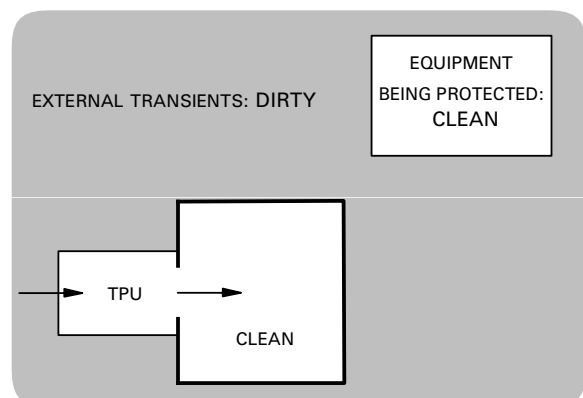 EXTERNAL TRANSIENTS: DIRTY
EQUIPMENT
BEING PROTECTED:
CLEAN
TPU
CLEAN